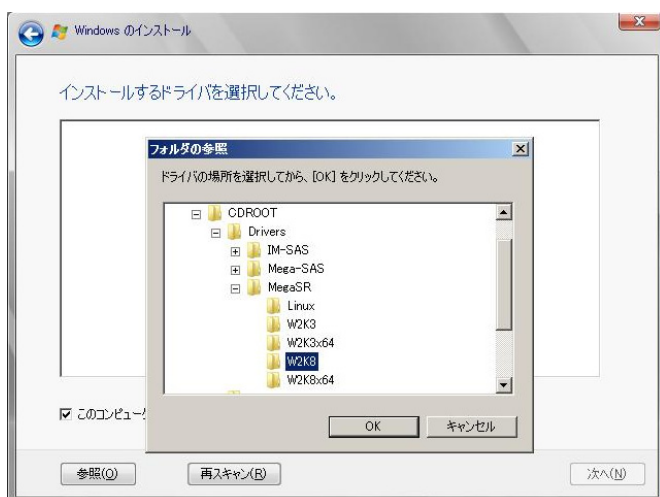 Windows のインストール
インストールするドライバを選択してください。
フォルダの参照
ドライバの場所を選択してから、[OK] をクリックしてください。
CDROOT
Drivers
IM-SAS
Mega-SAS
MegaSR
Linux
W2K3
W2K3x64
W2K8
W2K8x64
このコンピュータ
OK
キャンセル
参照(O)
再スキャン(R)
次へ(N)